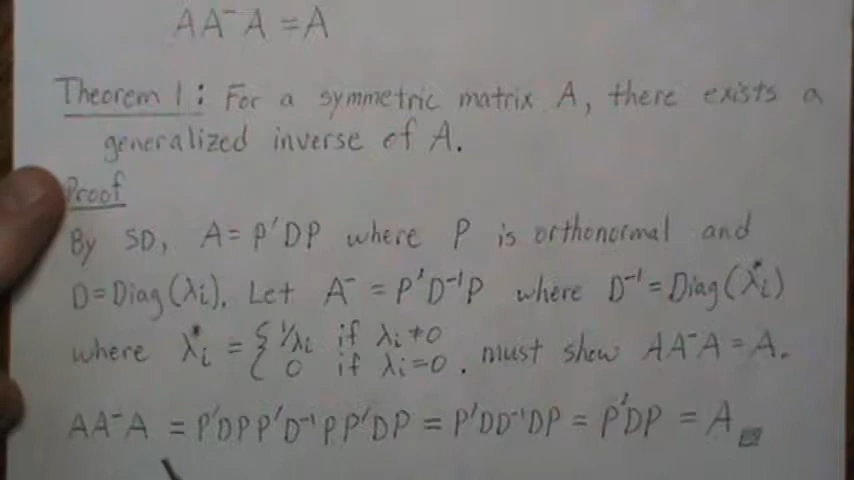 AA⁻A = A
Theorem 1: For a symmetric matrix A, there exists a
generalized inverse of A.
Proof
By SD, A = P'DP where P is orthonormal and
D = Diag(λi). Let A⁻ = P'D⁻¹P where D⁻¹ = Diag(λ*i)
where λ*i = { 1/λi if λi ≠ 0
0 if λi = 0 . must show AA⁻A = A.
AA⁻A = P'DPP'D⁻¹PP'DP = P'DD⁻¹DP = P'DP = A